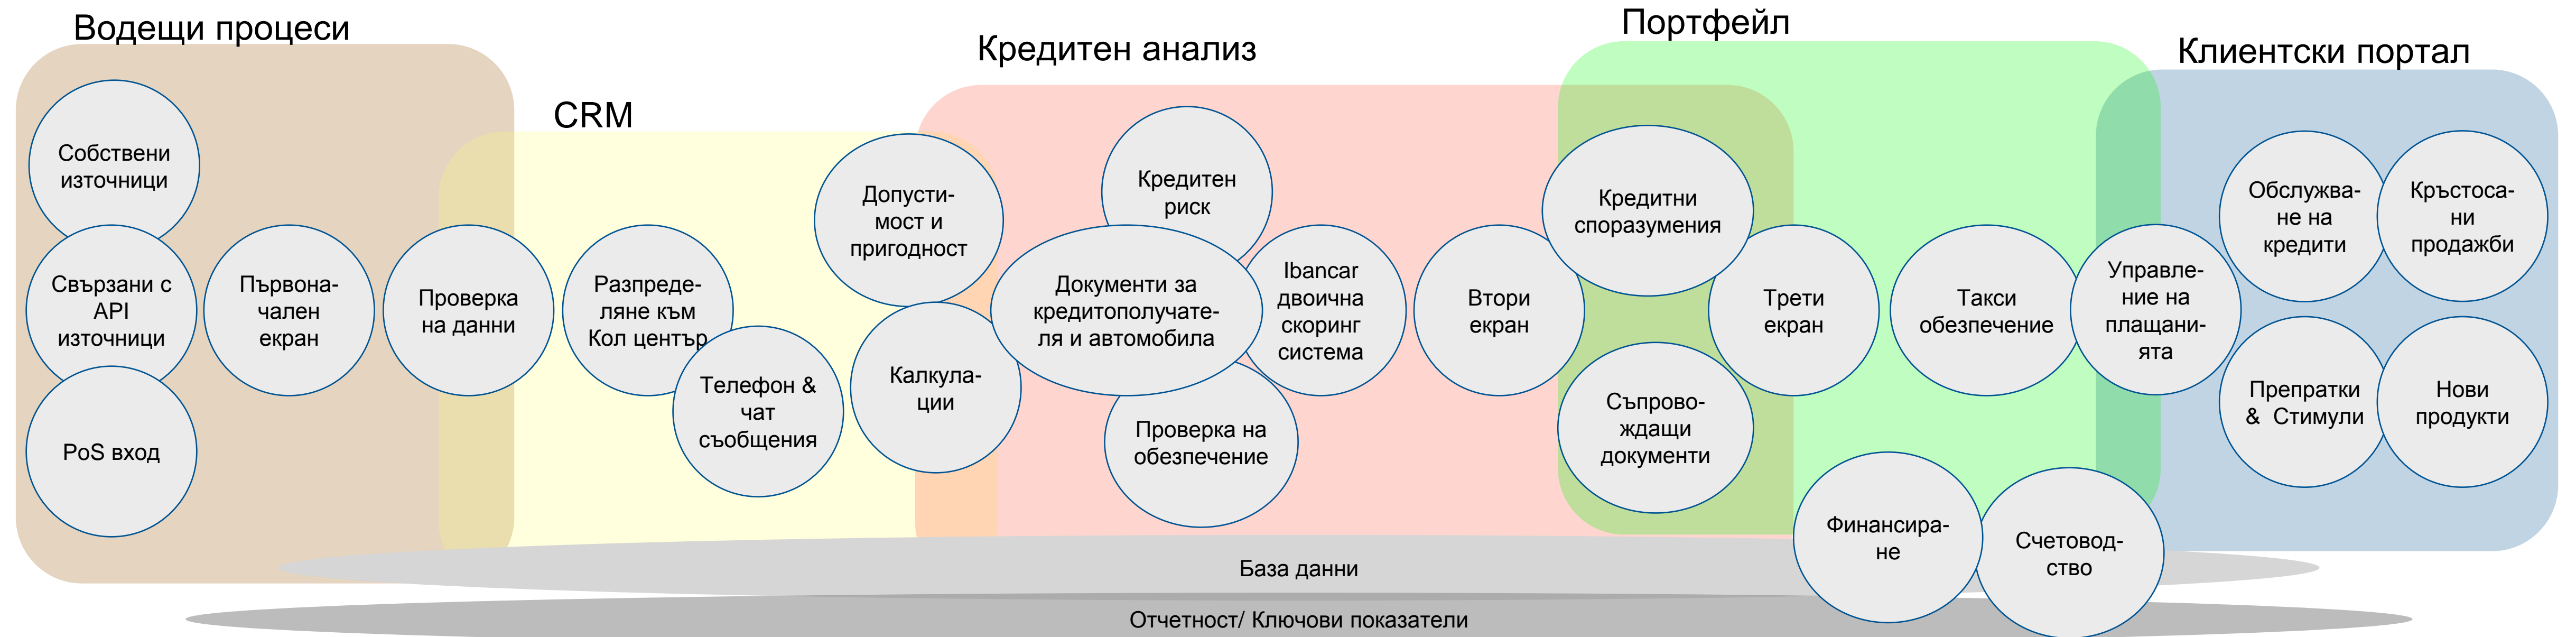 Водещи процеси
Собствени
източници
Свързани с
API
източници
PoS вход
Първона-
чален
екран
Проверка
на данни
CRM
Разпреде-
ляне към
Кол център
Телефон &
чат
съобщения
Допусти-
мост и
пригодност
Калкула-
ции
Кредитен анализ
Кредитен
риск
Документи за
кредитополучате-
ля и автомобила
Проверка на
обезпечение
Ibancar
двоична
скоринг
система
Втори
екран
Портфейл
Кредитни
споразумения
Съпрово-
ждащи
документи
Трети
екран
Такси
обезпечение
Управле-
ние на
плащани-
ята
Финансира-
не
Счетовод-
ство
Клиентски портал
Обслужва-
не на
кредити
Кръстоса-
ни
продажби
Препратки
& Стимули
Нови
продукти
База данни
Отчетност/ Ключови показатели